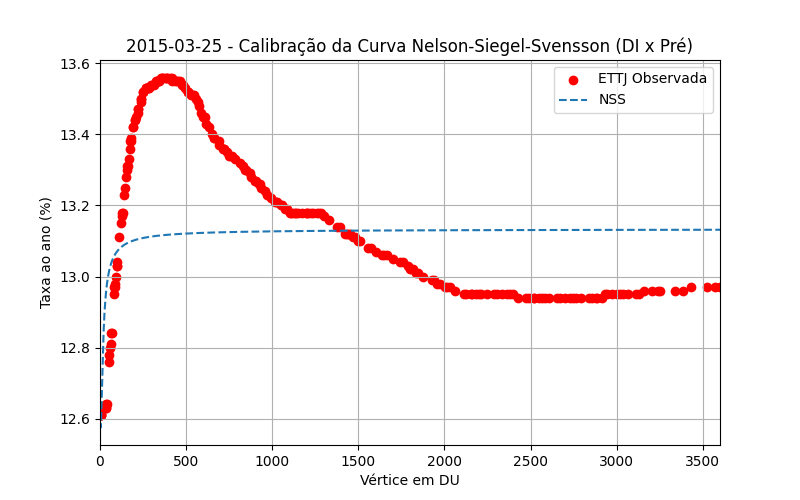 2015-03-25 - Calibração da Curva Nelson-Siegel-Svensson (DI x Pré)
ETTJ Observada
NSS
Taxa ao ano (%)
13.6
13.4
13.2
13.0
12.8
12.6
0 500 1000 1500 2000 2500 3000 3500
Vértice em DU